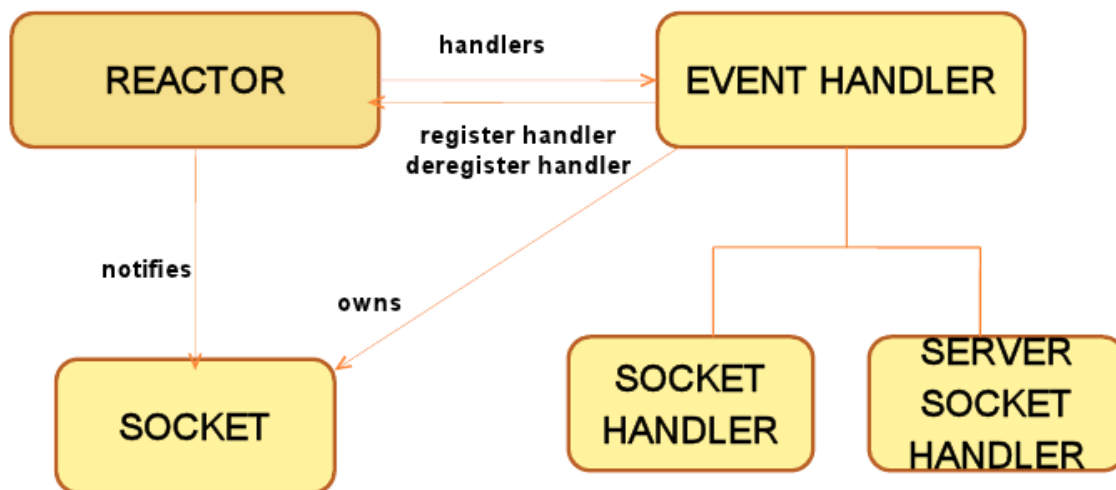 REACTOR
handlers
EVENT HANDLER
register handler
deregister handler
notifies
owns
SOCKET
SOCKET
HANDLER
SERVER
SOCKET
HANDLER